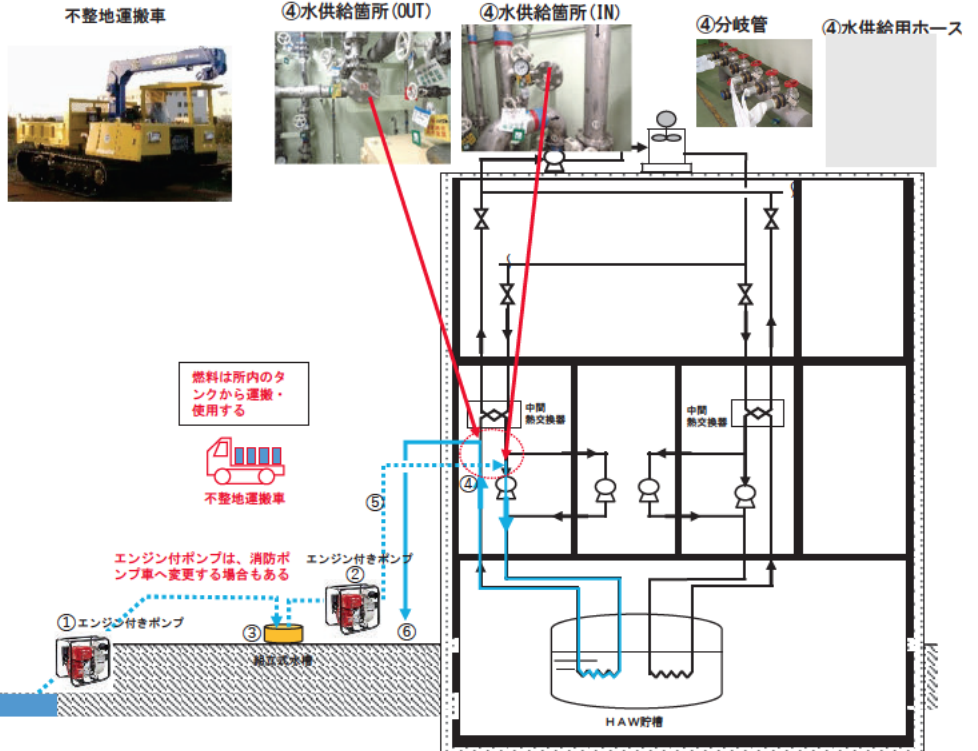 不整地運搬車
④水供給箇所(OUT)
④水供給箇所(IN)
④分岐管
④水供給用ホース
燃料は所内のタ
ンクから運搬・
使用する
不整地運搬車
中間
熱交換器
中間
熱交換器
④
⑤
エンジン付ポンプは、消防ポ
ンプ車へ変更する場合もある
エンジン付きポンプ
②
①エンジン付きポンプ
③
⑥
組立式水槽
HAW貯槽